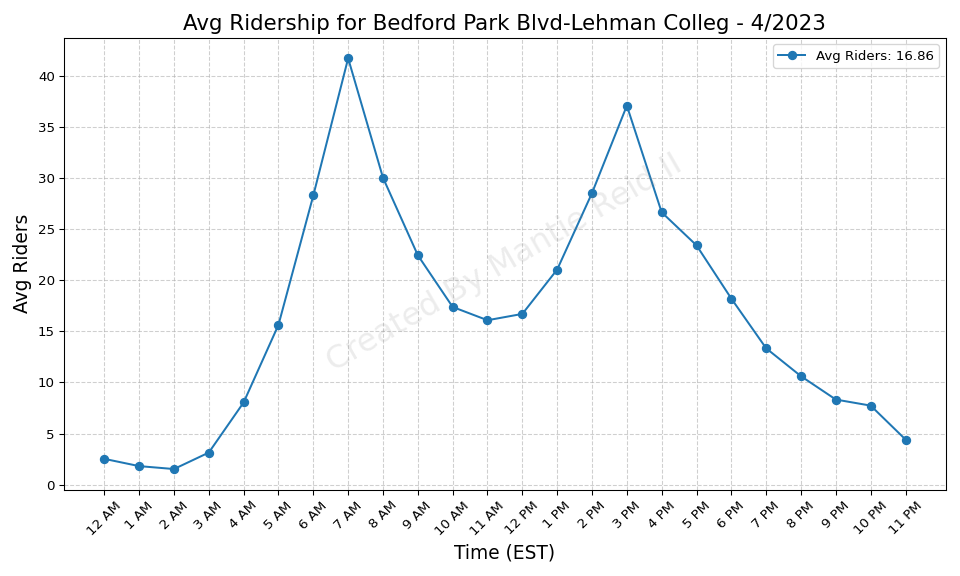 Avg Ridership for Bedford Park Blvd-Lehman Colleg - 4/2023
Avg Riders: 16.86
40
35
30
25
20
15
10
5
0
Avg Riders
Created By Mantie Reid II
12 AM
1 AM
2 AM
3 AM
4 AM
5 AM
6 AM
7 AM
8 AM
9 AM
10 AM
11 AM
12 PM
1 PM
2 PM
3 PM
4 PM
5 PM
6 PM
7 PM
8 PM
9 PM
10 PM
11 PM
Time (EST)